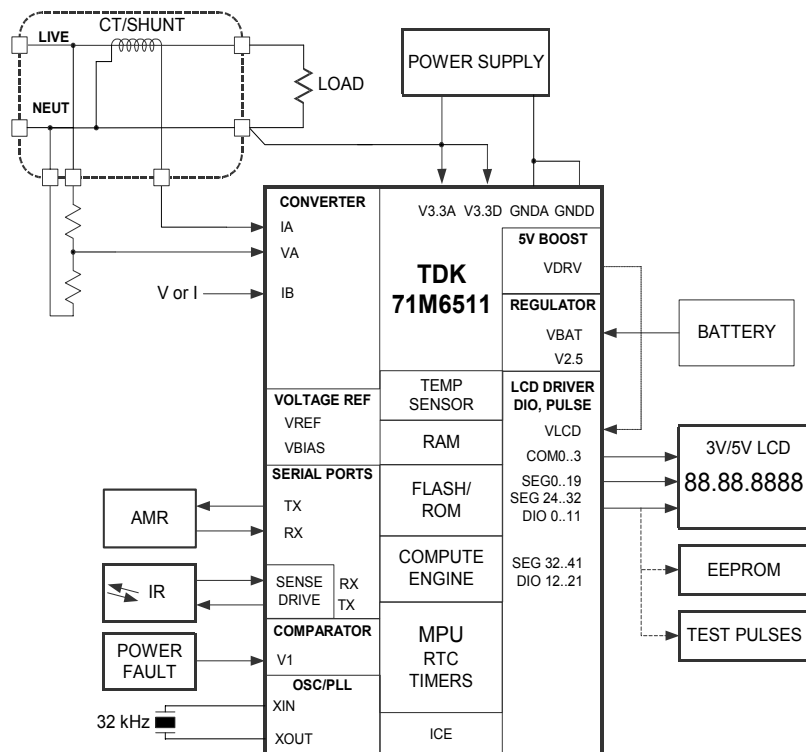 CT/SHUNT
LIVE
POWER SUPPLY
LOAD
NEUT
CONVERTER
V3.3A V3.3D GNDA GNDD
IA
5V BOOST
VA
TDK
VDRV
71M6511
V or I
IB
REGULATOR
VBAT
BATTERY
V2.5
TEMP
SENSOR
LCD DRIVER
DIO, PULSE
VOLTAGE REF
VREF
VLCD
VBIAS
RAM
COM0..3
3V/5V LCD
SERIAL PORTS
SEG0..19
88.88.8888
FLASH/
ROM
SEG 24..32
TX
DIO 0..11
AMR
RX
COMPUTE
ENGINE
SEG 32..41
DIO 12..21
EEPROM
IR
SENSE
DRIVE
RX
TX
COMPARATOR
MPU
RTC
TIMERS
TEST PULSES
POWER
FAULT
V1
OSC/PLL
XIN
32 kHz
XOUT
ICE